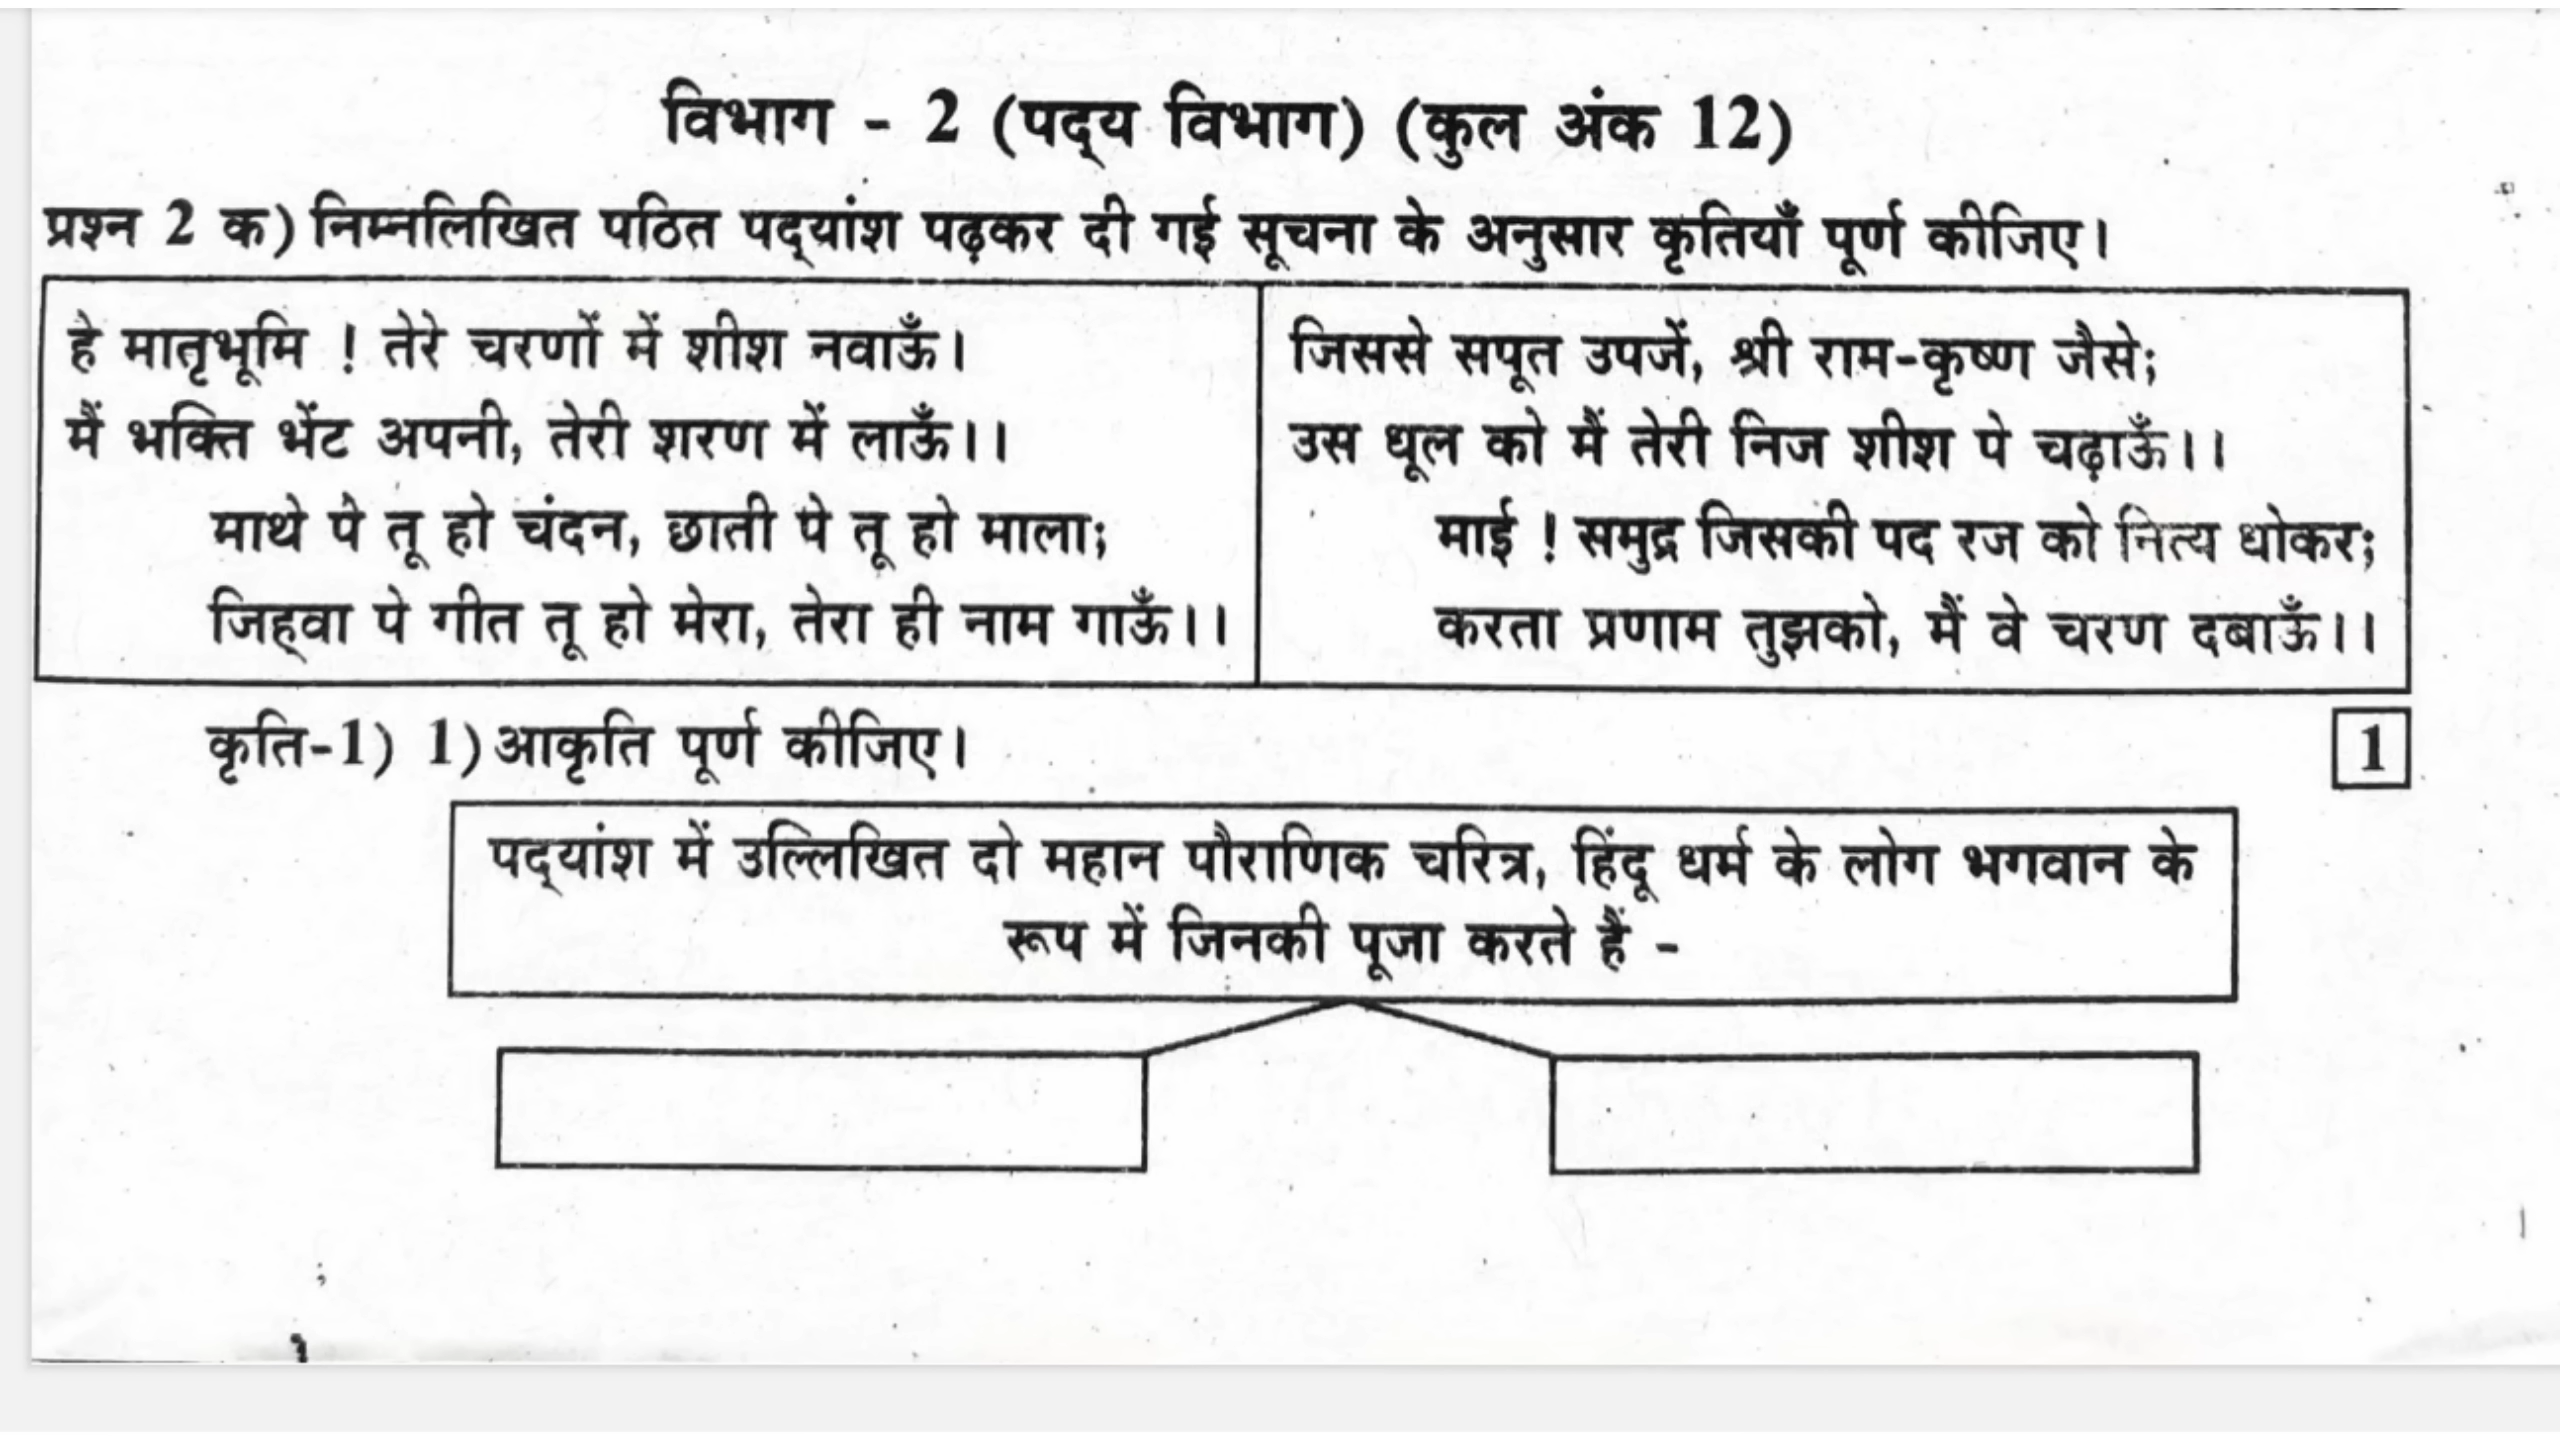 विभाग - 2 (पद्य विभाग) (कुल अंक 12)
प्रश्न 2 क) निम्नलिखित पठित पद्यांश पढ़कर दी गई सूचना के अनुसार कृतियाँ पूर्ण कीजिए।
हे मातृभूमि ! तेरे चरणों में शीश नवाऊँ।
मैं भक्ति भेंट अपनी, तेरी शरण में लाऊँ।।
माथे पे तू हो चंदन, छाती पे तू हो माला;
जिह्वा पे गीत तू हो मेरा, तेरा ही नाम गाऊँ।।
जिससे सपूत उपजें, श्री राम-कृष्ण जैसे;
उस धूल को मैं तेरी निज शीश पे चढ़ाऊँ।।
माई ! समुद्र जिसकी पद रज को नित्य धोकर;
करता प्रणाम तुझको, मैं वे चरण दबाऊँ।।
कृति-1) 1) आकृति पूर्ण कीजिए।
1
पद्यांश में उल्लिखित दो महान पौराणिक चरित्र, हिंदू धर्म के लोग भगवान के
रूप में जिनकी पूजा करते हैं -